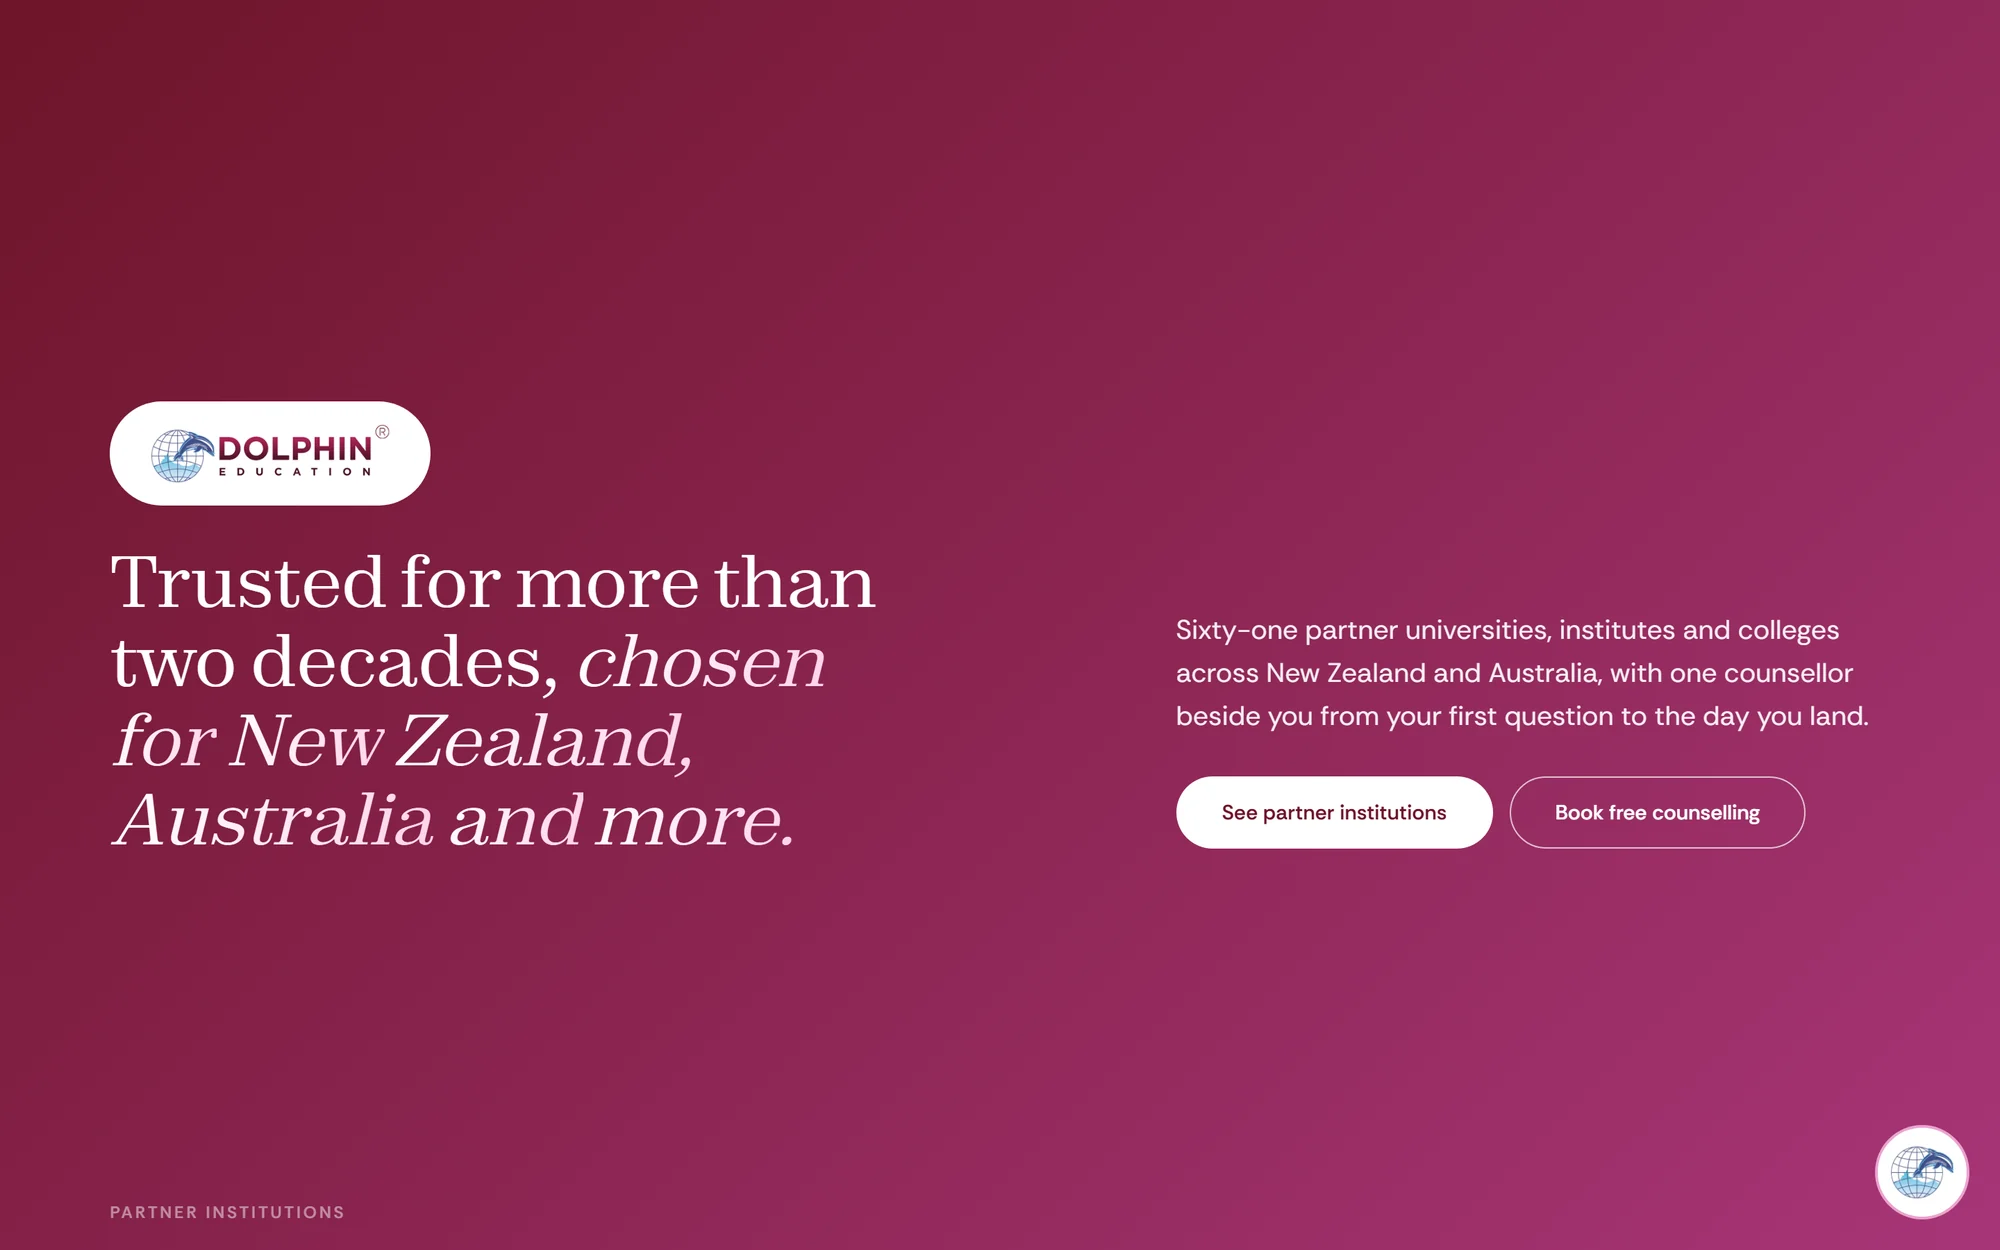 DOLPHIN®
EDUCATION
Trusted for more than
two decades, chosen
for New Zealand,
Australia and more.
Sixty-one partner universities, institutes and colleges
across New Zealand and Australia, with one counsellor
beside you from your first question to the day you land.
See partner institutions
Book free counselling
PARTNER INSTITUTIONS